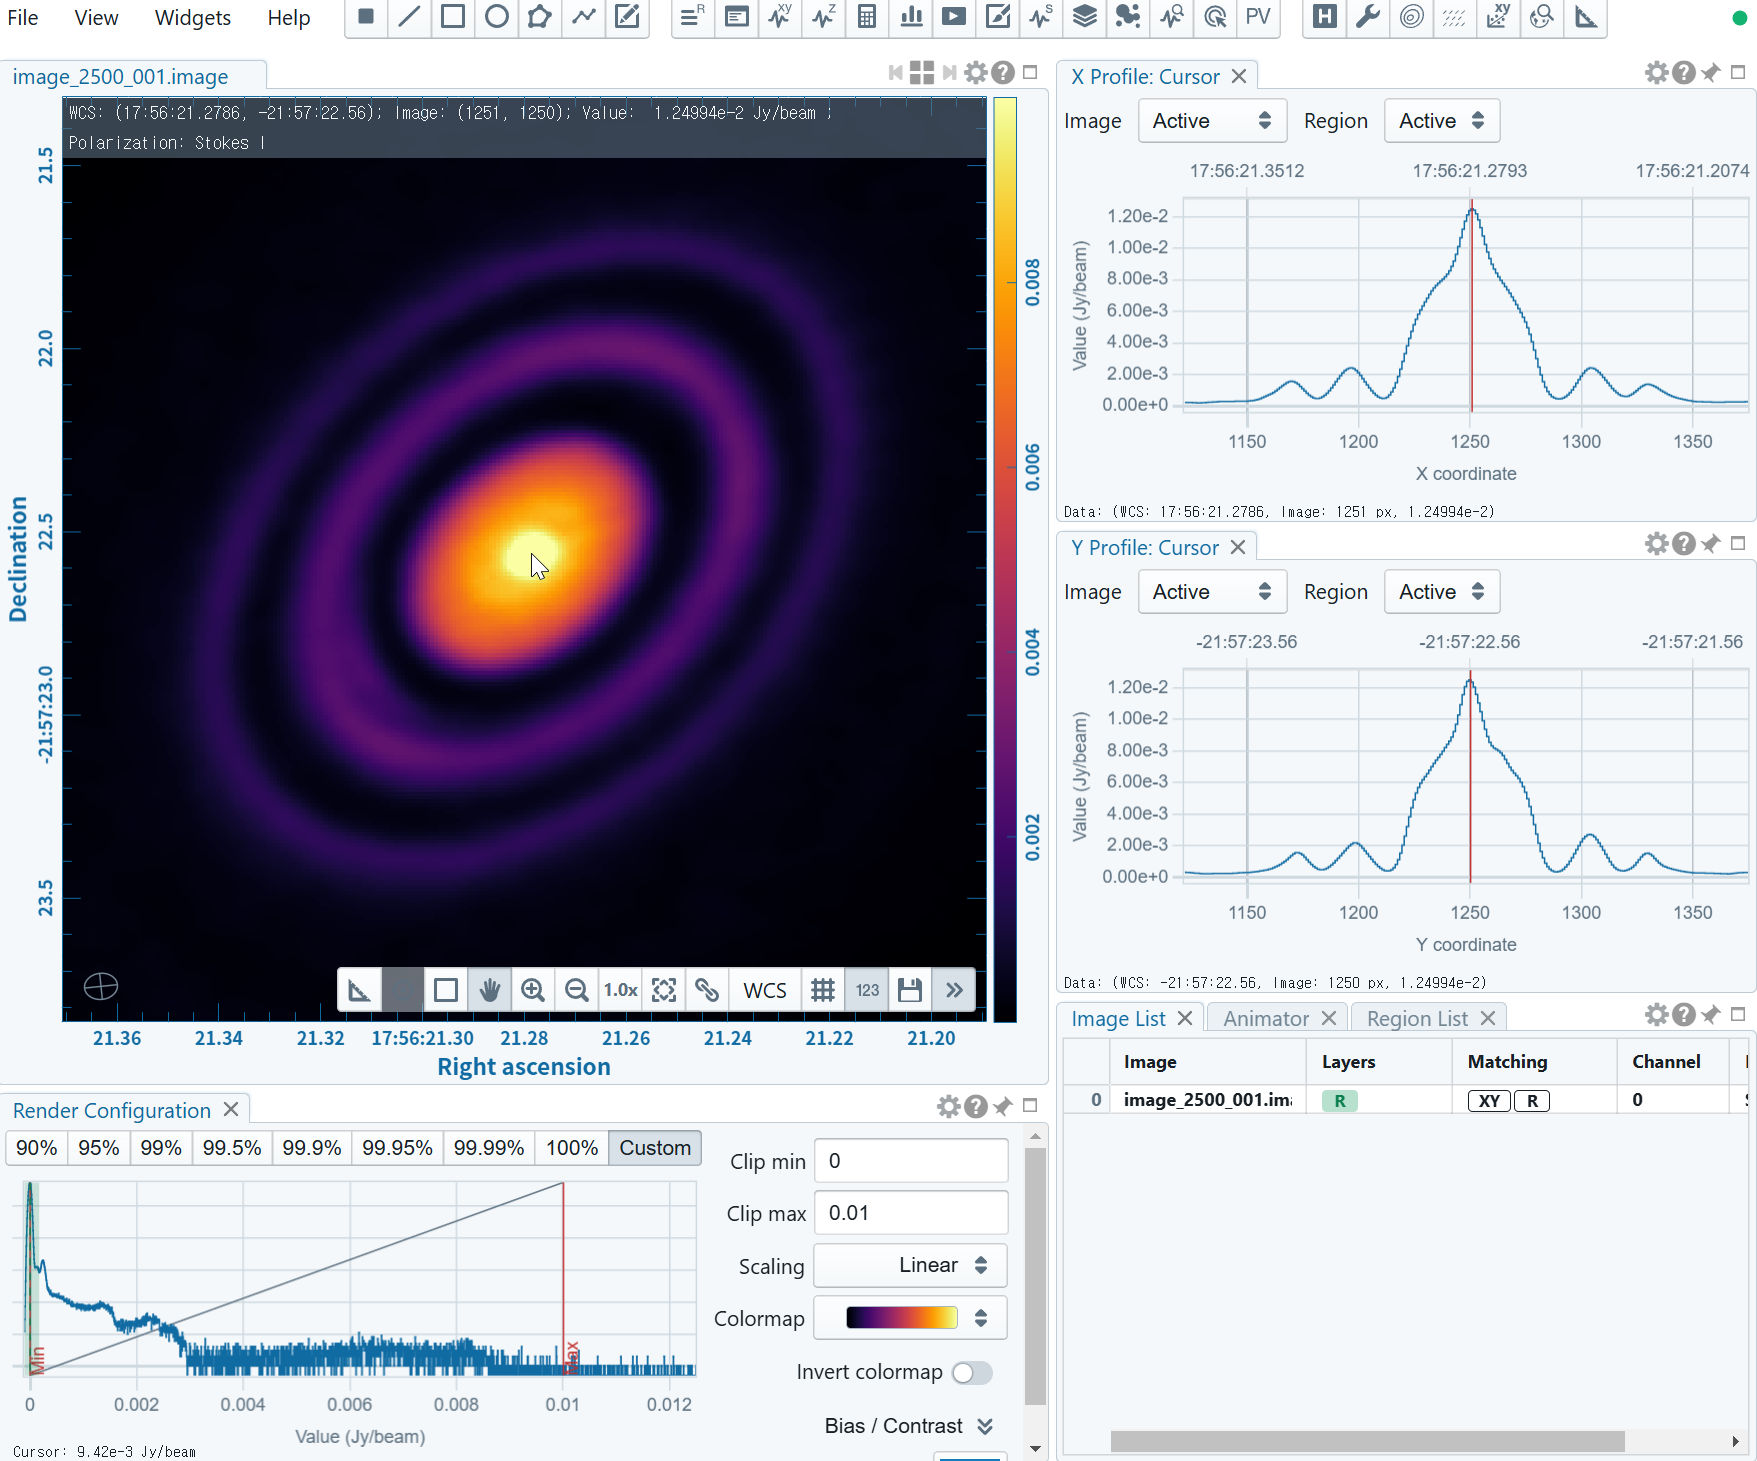 File View Widgets Help
R xy z s PV H xy
image_2500_001.image
WCS: (17:56:21.2786, -21:57:22.56); Image: (1251, 1250); Value: 1.24994e-2 Jy/beam ;
Polarization: Stokes I
21.5
22.0
22.5
-21:57:23.0
23.5
Declination
0.008
0.006
0.004
0.002
1.0x WCS 123
21.36 21.34 21.32 17:56:21.30 21.28 21.26 21.24 21.22 21.20
Right ascension
Render Configuration
90% 95% 99% 99.5% 99.9% 99.95% 99.99% 100% Custom
Min
Max
0 0.002 0.004 0.006 0.008 0.01 0.012
Value (Jy/beam)
Cursor: 9.42e-3 Jy/beam
Clip min 0
Clip max 0.01
Scaling Linear
Colormap
Invert colormap
Bias / Contrast
X Profile: Cursor
Image Active Region Active
17:56:21.3512 17:56:21.2793 17:56:21.2074
1.20e-2
1.00e-2
8.00e-3
6.00e-3
4.00e-3
2.00e-3
0.00e+0
Value (Jy/beam)
1150 1200 1250 1300 1350
X coordinate
Data: (WCS: 17:56:21.2786, Image: 1251 px, 1.24994e-2)
Y Profile: Cursor
Image Active Region Active
-21:57:23.56 -21:57:22.56 -21:57:21.56
1.20e-2
1.00e-2
8.00e-3
6.00e-3
4.00e-3
2.00e-3
0.00e+0
Value (Jy/beam)
1150 1200 1250 1300 1350
Y coordinate
Data: (WCS: -21:57:22.56, Image: 1250 px, 1.24994e-2)
Image List Animator Region List
Image Layers Matching Channel
0 image_2500_001.im R XY R 0